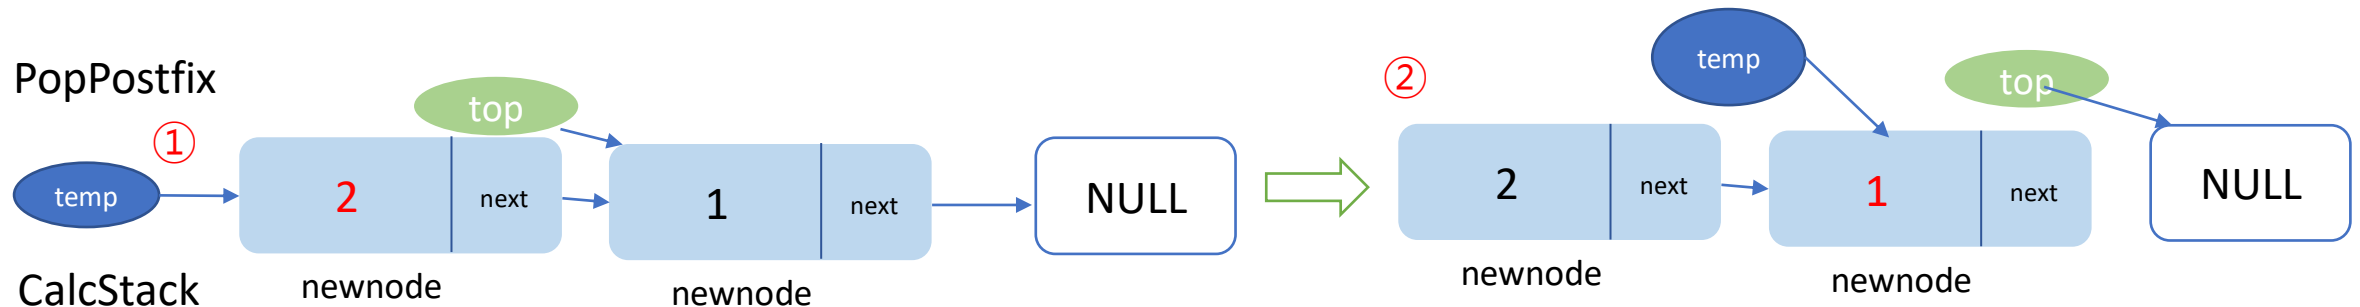 PopPostfix
①
temp
top
2
next
1
next
NULL
newnode
newnode
CalcStack
②
temp
top
2
next
1
next
NULL
newnode
newnode